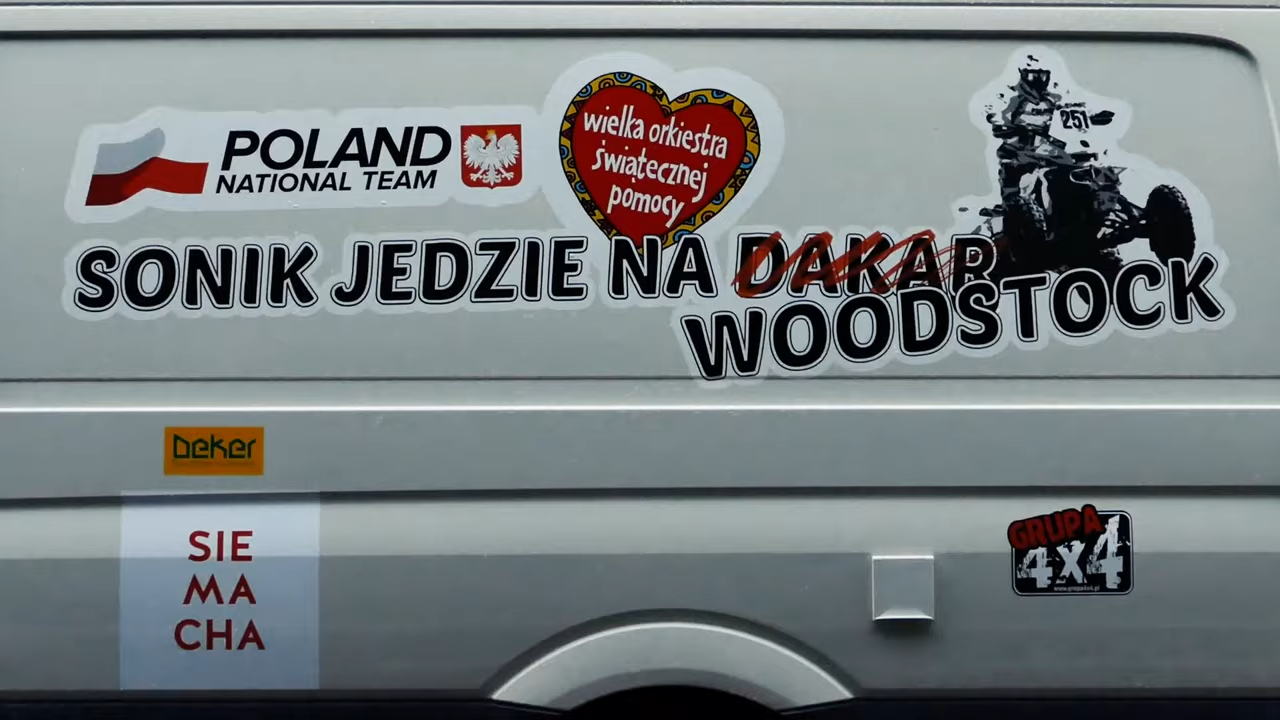 POLAND
NATIONAL TEAM
wielka orkiestra
świątecznej
pomocy
251
SONIK JEDZIE NA DAKAR
WOODSTOCK
Deker
SIE
MA
CHA
GRUPA
4x4